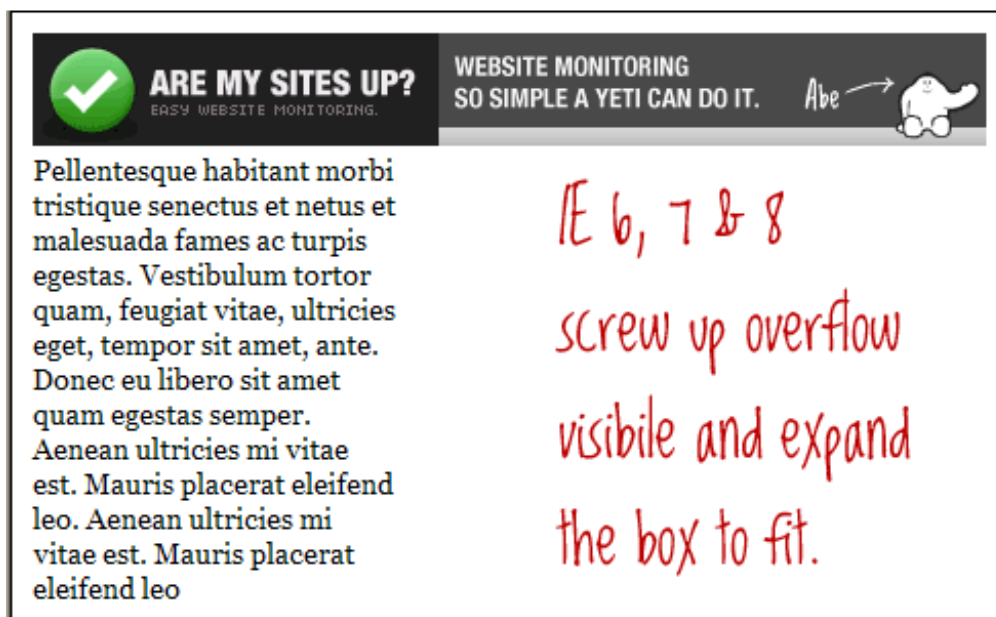 ARE MY SITES UP?
EASY WEBSITE MONITORING.
WEBSITE MONITORING
SO SIMPLE A YETI CAN DO IT.
Abe
Pellentesque habitant morbi
tristique senectus et netus et
malesuada fames ac turpis
egestas. Vestibulum tortor
quam, feugiat vitae, ultricies
eget, tempor sit amet, ante.
Donec eu libero sit amet
quam egestas semper.
Aenean ultricies mi vitae
est. Mauris placerat eleifend
leo. Aenean ultricies mi
vitae est. Mauris placerat
eleifend leo
IE 6, 7 & 8
screw up overflow
visibile and expand
the box to fit.